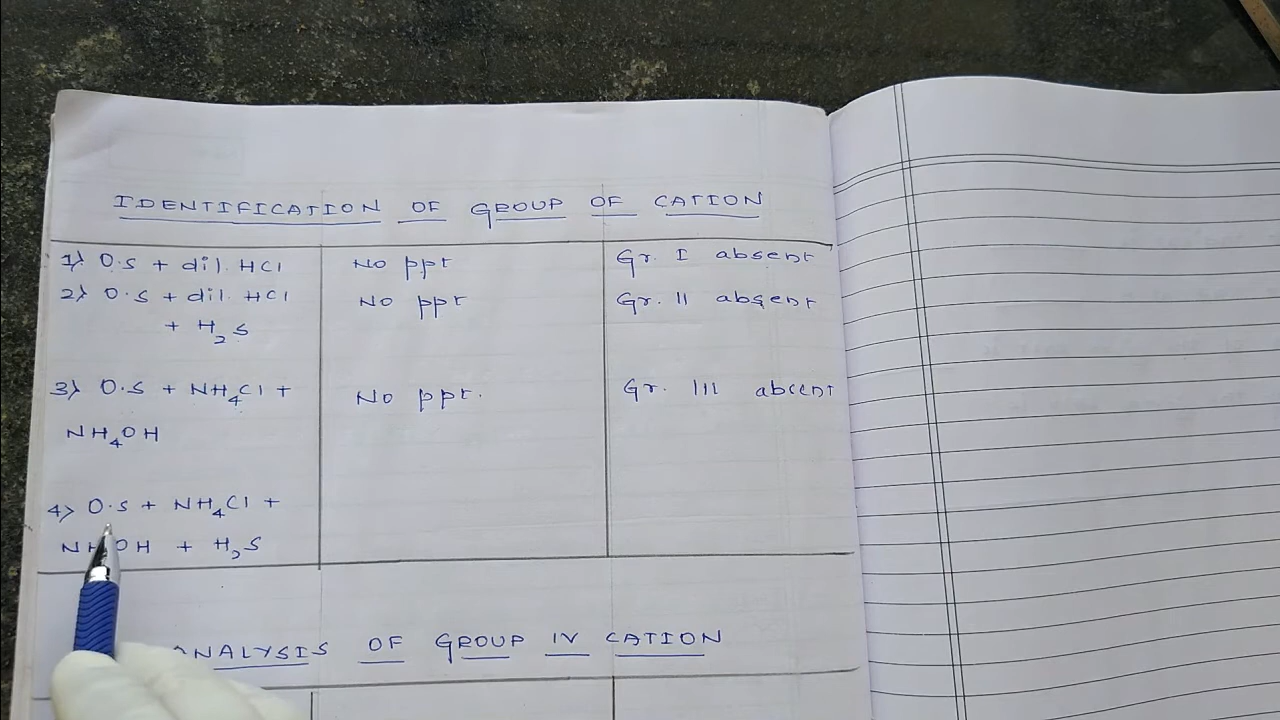 IDENTIFICATION OF GROUP OF CATION
1) O.S + dil. HCl No ppt Gr. I absent
2) O.S + dil. HCl No ppt Gr. II absent
+ H₂S
3) O.S + NH₄Cl + No ppt. Gr. III absent
NH₄OH
4) O.S + NH₄Cl +
NH₄OH + H₂S
ANALYSIS OF GROUP IV CATION